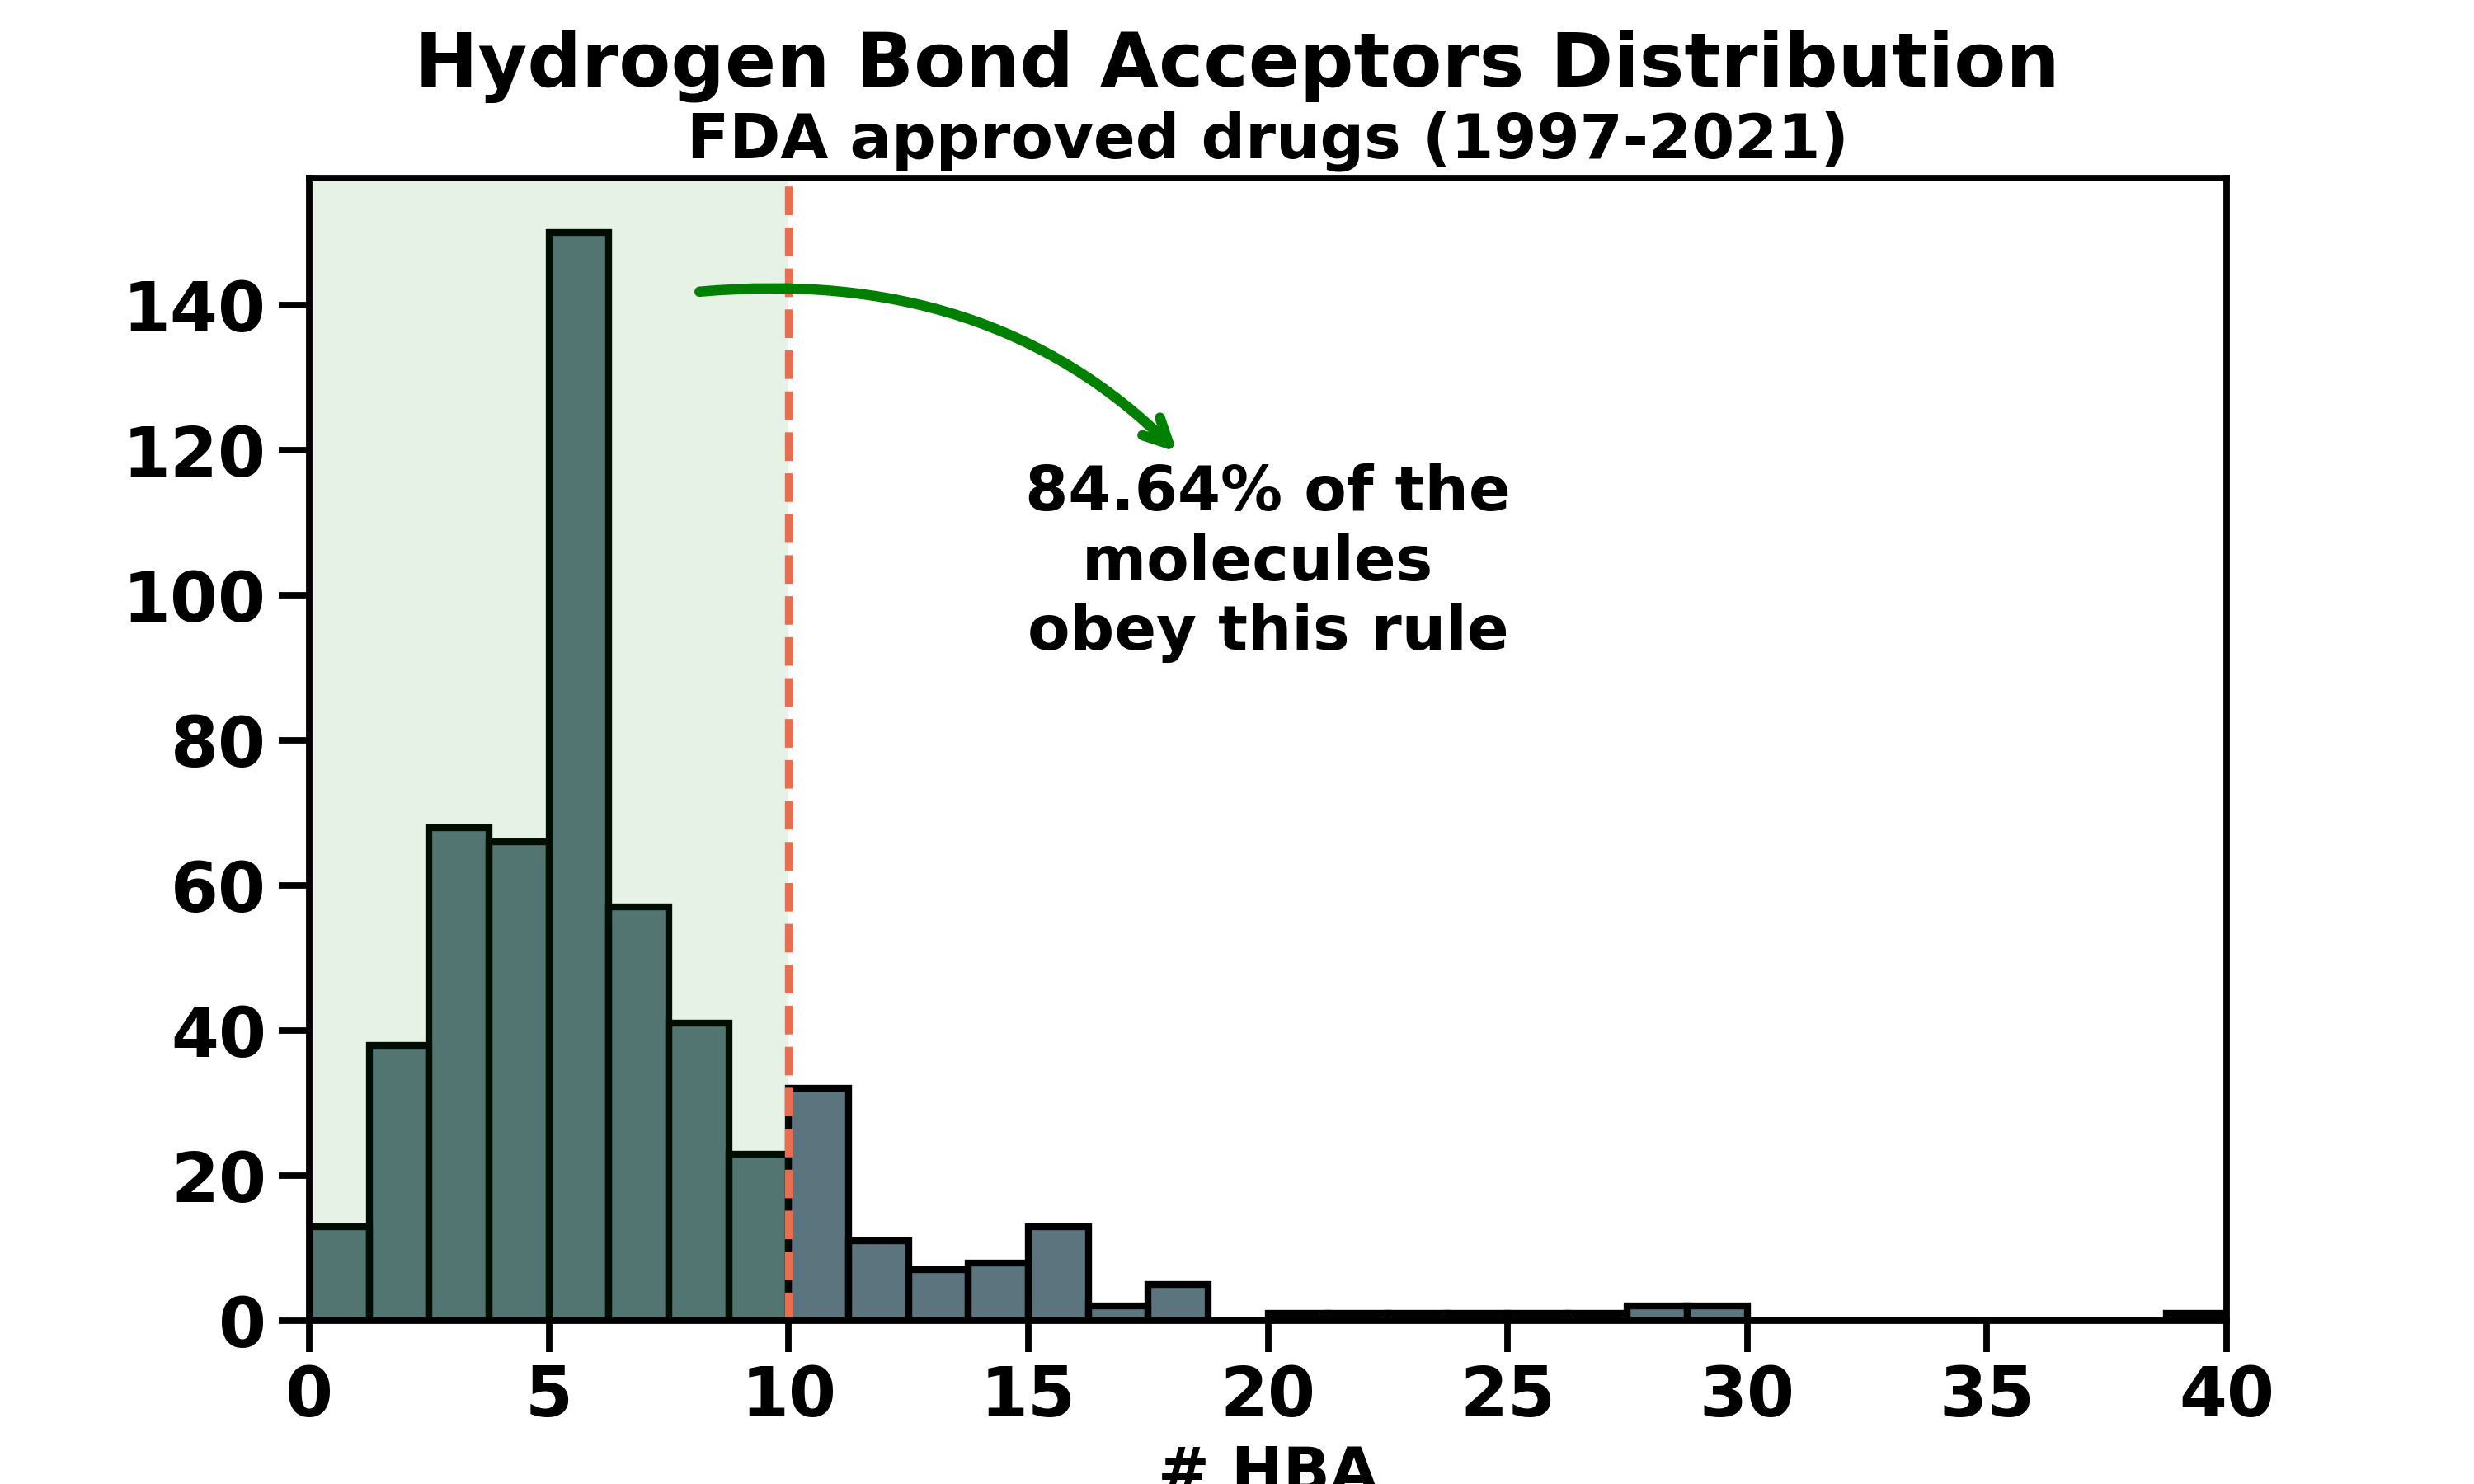 Hydrogen Bond Acceptors Distribution
FDA approved drugs (1997-2021)
140
120
100
80
60
40
20
0
84.64% of the
molecules
obey this rule
0 5 10 15 20 25 30 35 40
# HBA